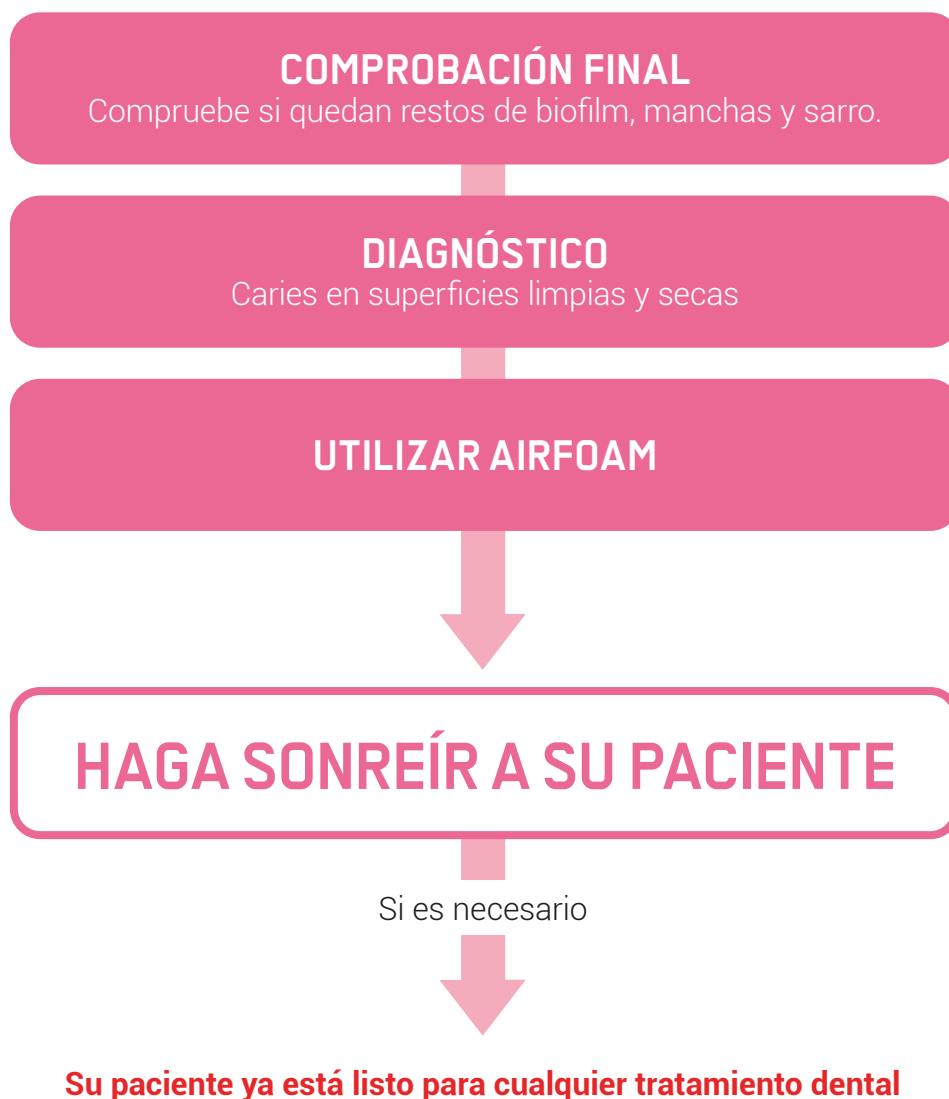 COMPROBACIÓN FINAL
Compruebe si quedan restos de biofilm, manchas y sarro.
DIAGNÓSTICO
Caries en superficies limpias y secas
UTILIZAR AIRFOAM
HAGA SONREÍR A SU PACIENTE
Si es necesario
Su paciente ya está listo para cualquier tratamiento dental